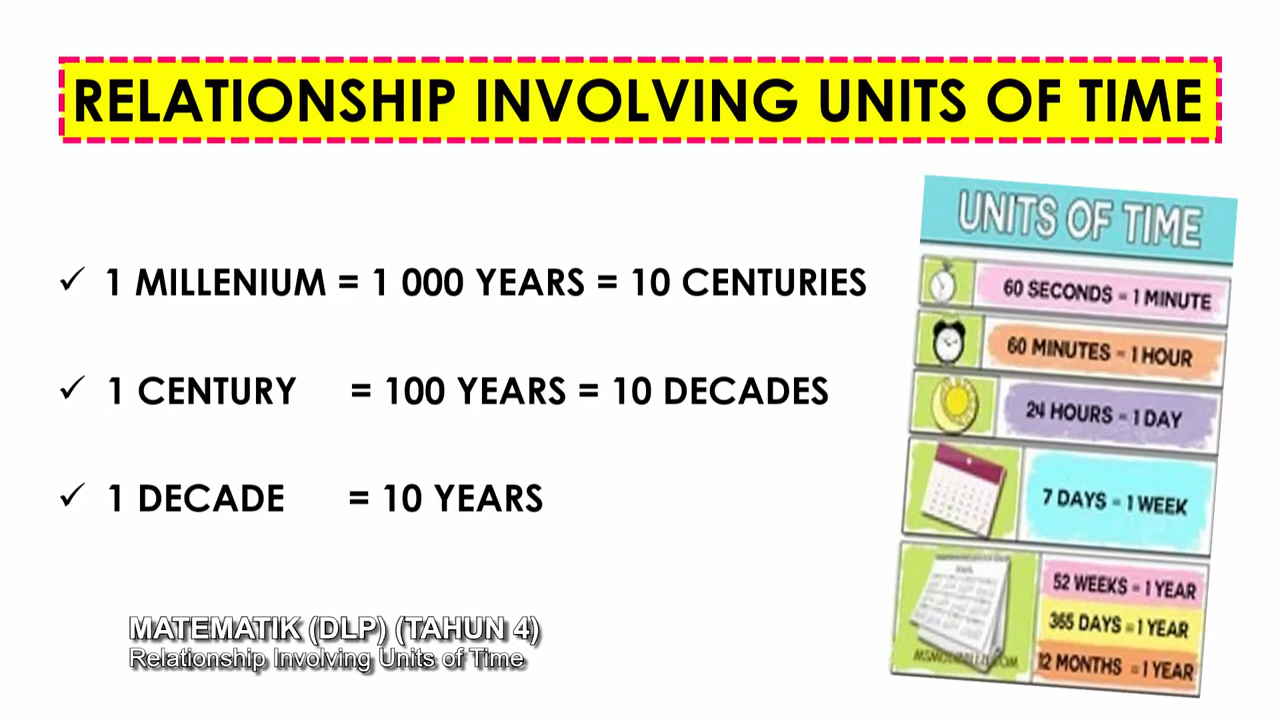 RELATIONSHIP INVOLVING UNITS OF TIME
✓ 1 MILLENIUM = 1 000 YEARS = 10 CENTURIES
✓ 1 CENTURY = 100 YEARS = 10 DECADES
✓ 1 DECADE = 10 YEARS
MATEMATIK (DLP) (TAHUN 4)
Relationship Involving Units of Time
UNITS OF TIME
60 SECONDS = 1 MINUTE
60 MINUTES = 1 HOUR
24 HOURS = 1 DAY
7 DAYS = 1 WEEK
52 WEEKS = 1 YEAR
365 DAYS = 1 YEAR
12 MONTHS = 1 YEAR